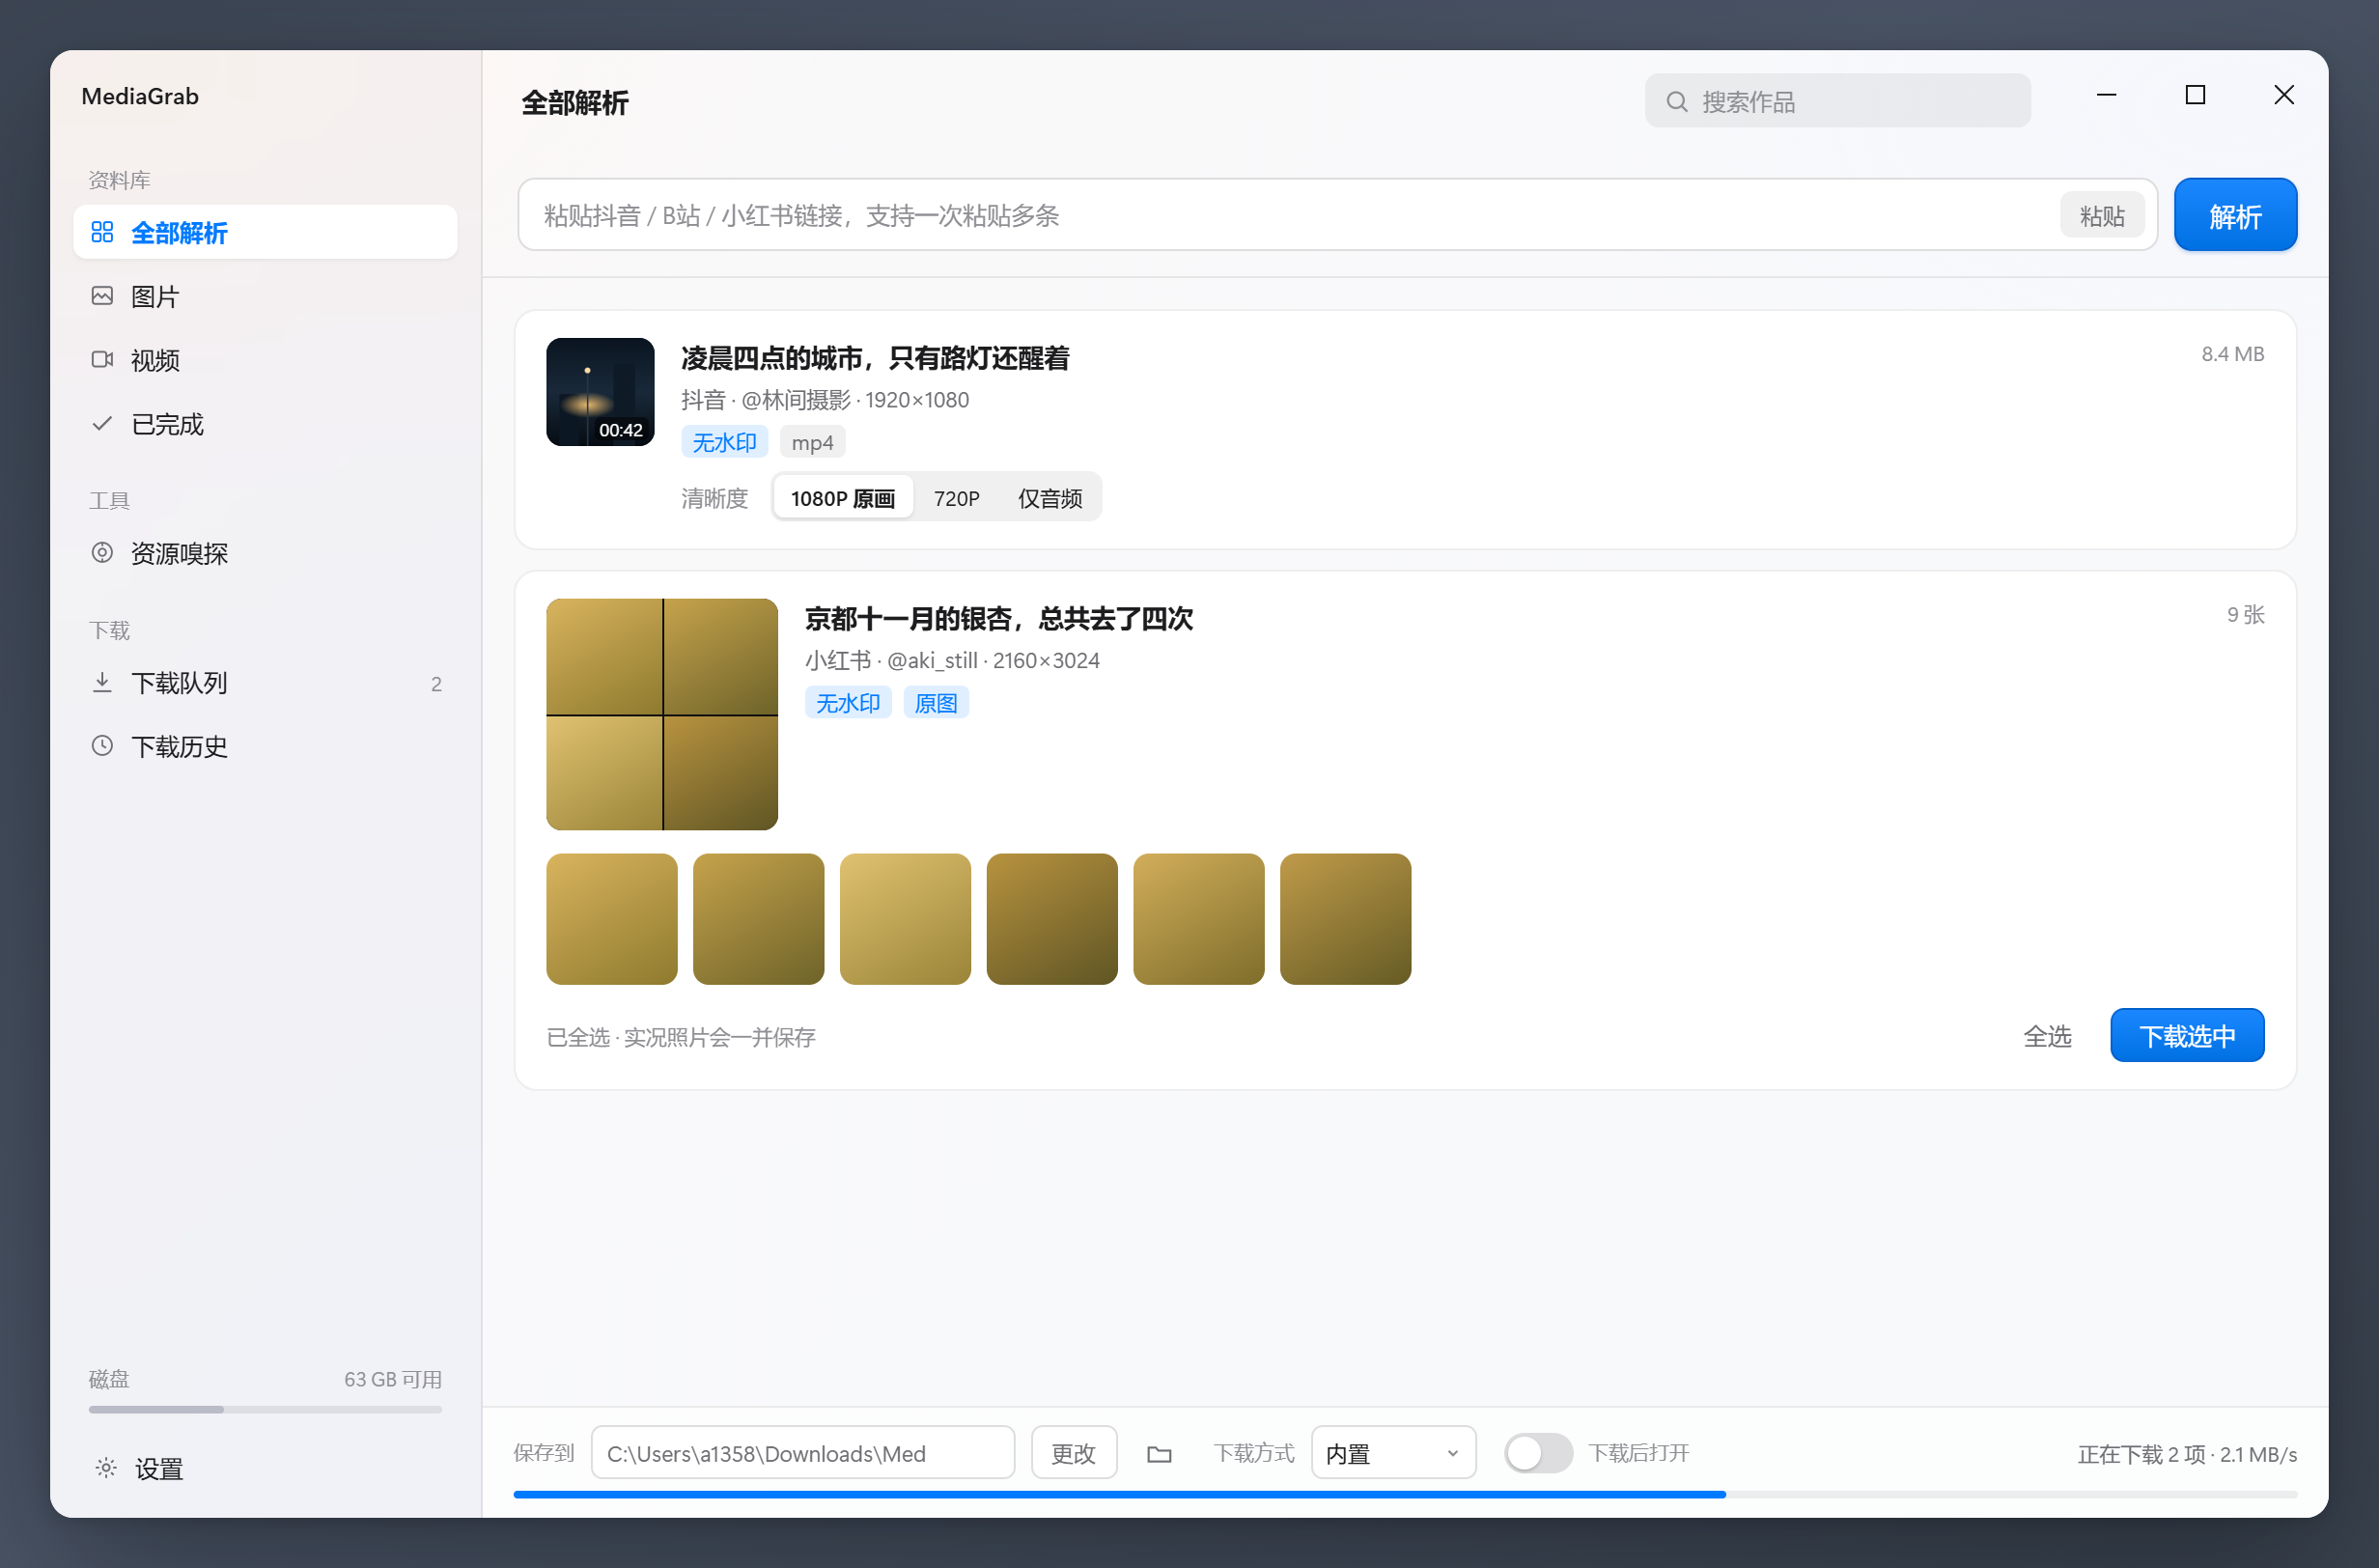 MediaGrab
资料库
全部解析
图片
视频
已完成
工具
资源嗅探
下载
下载队列 2
下载历史
磁盘 63 GB 可用
设置
全部解析
搜索作品
粘贴抖音 / B站 / 小红书链接，支持一次粘贴多条 粘贴 解析
凌晨四点的城市，只有路灯还醒着 8.4 MB
抖音 · @林间摄影 · 1920×1080
00:42
无水印 mp4
清晰度 1080P 原画 720P 仅音频
京都十一月的银杏，总共去了四次 9 张
小红书 · @aki_still · 2160×3024
无水印 原图
已全选 · 实况照片会一并保存 全选 下载选中
保存到 C:\Users\a1358\Downloads\Med 更改 下载方式 内置 下载后打开 正在下载 2 项 · 2.1 MB/s